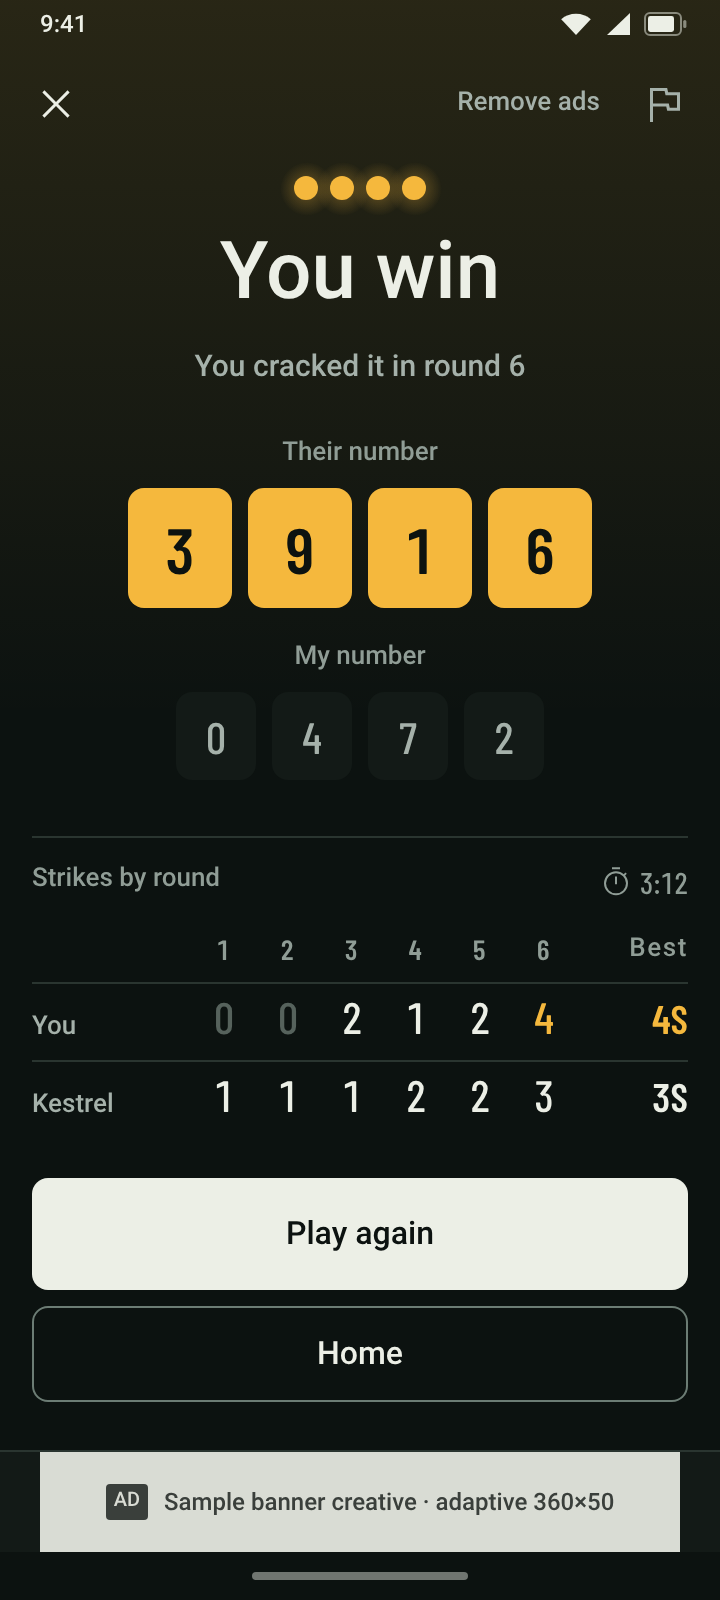 9:41
Remove ads
You win
You cracked it in round 6
Their number
3 9 1 6
My number
0 4 7 2
Strikes by round 3:12
1 2 3 4 5 6 Best
You 0 0 2 1 2 4 4S
Kestrel 1 1 1 2 2 3 3S
Play again
Home
AD Sample banner creative · adaptive 360×50